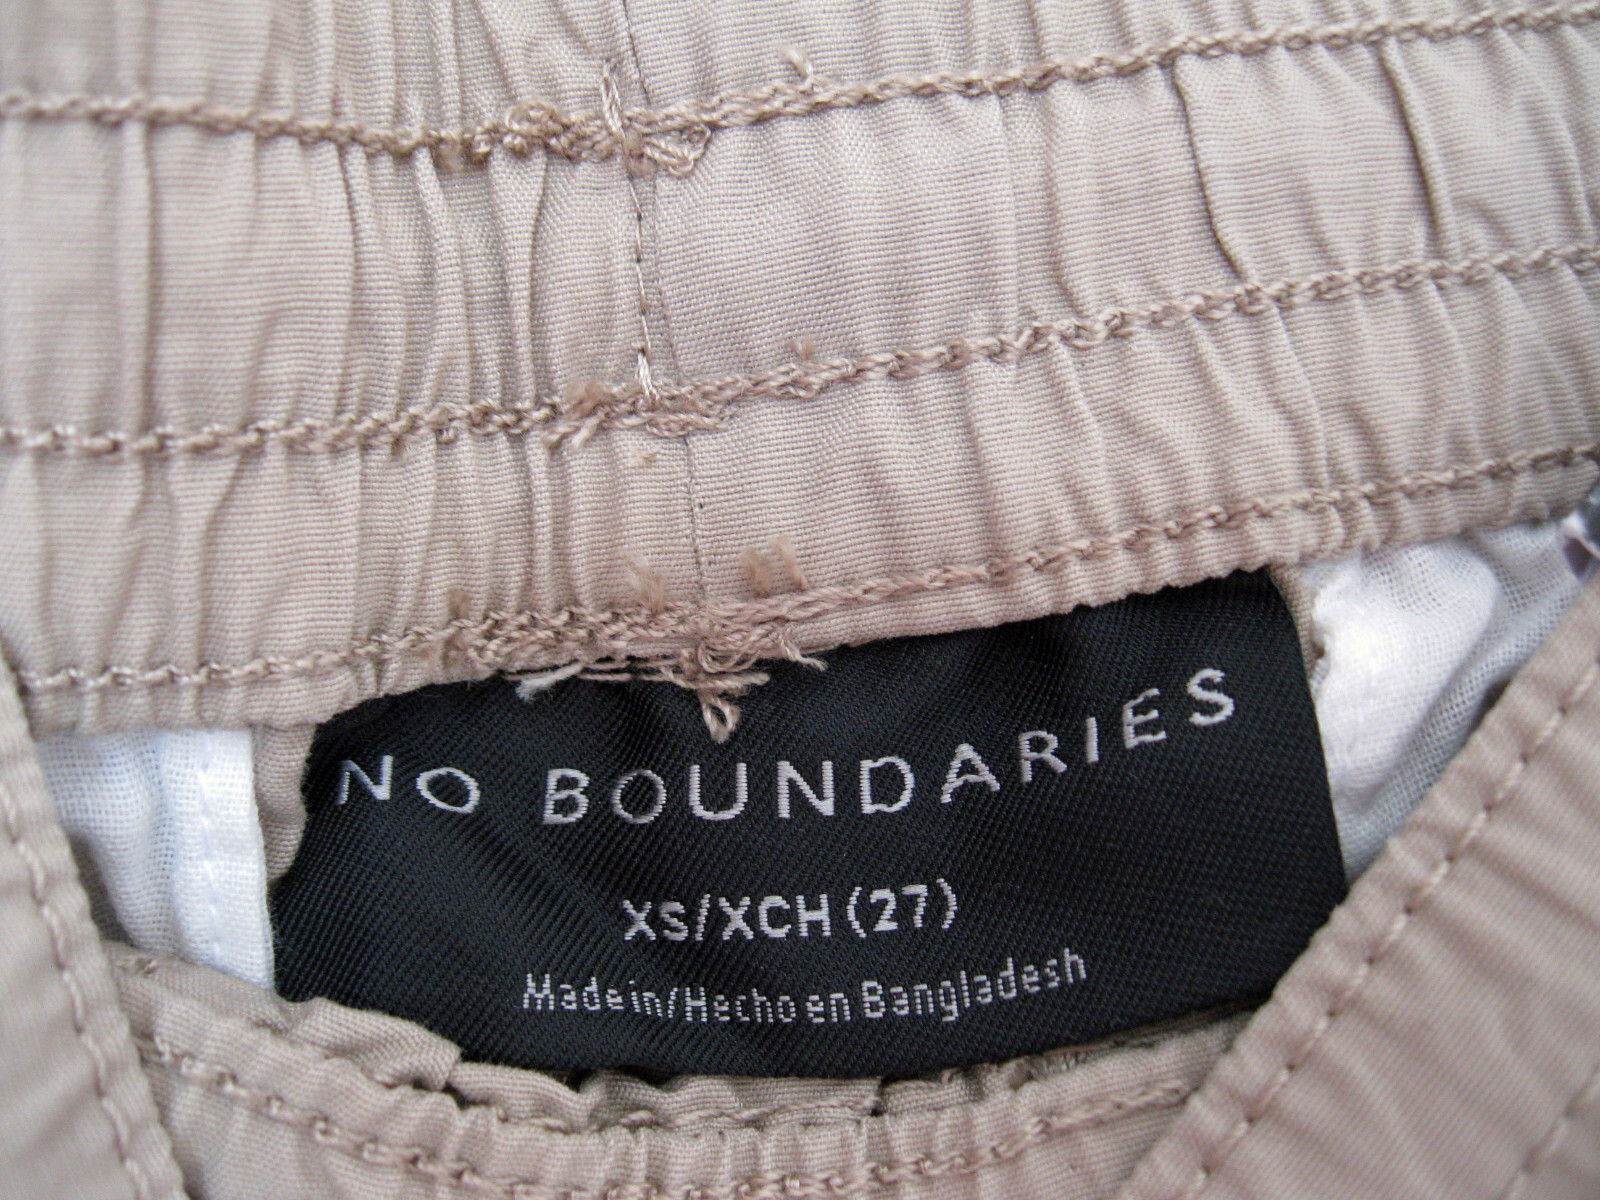 NO BOUNDARIES
XS/XCH (27)
Made in/Hecho en Bangladesh